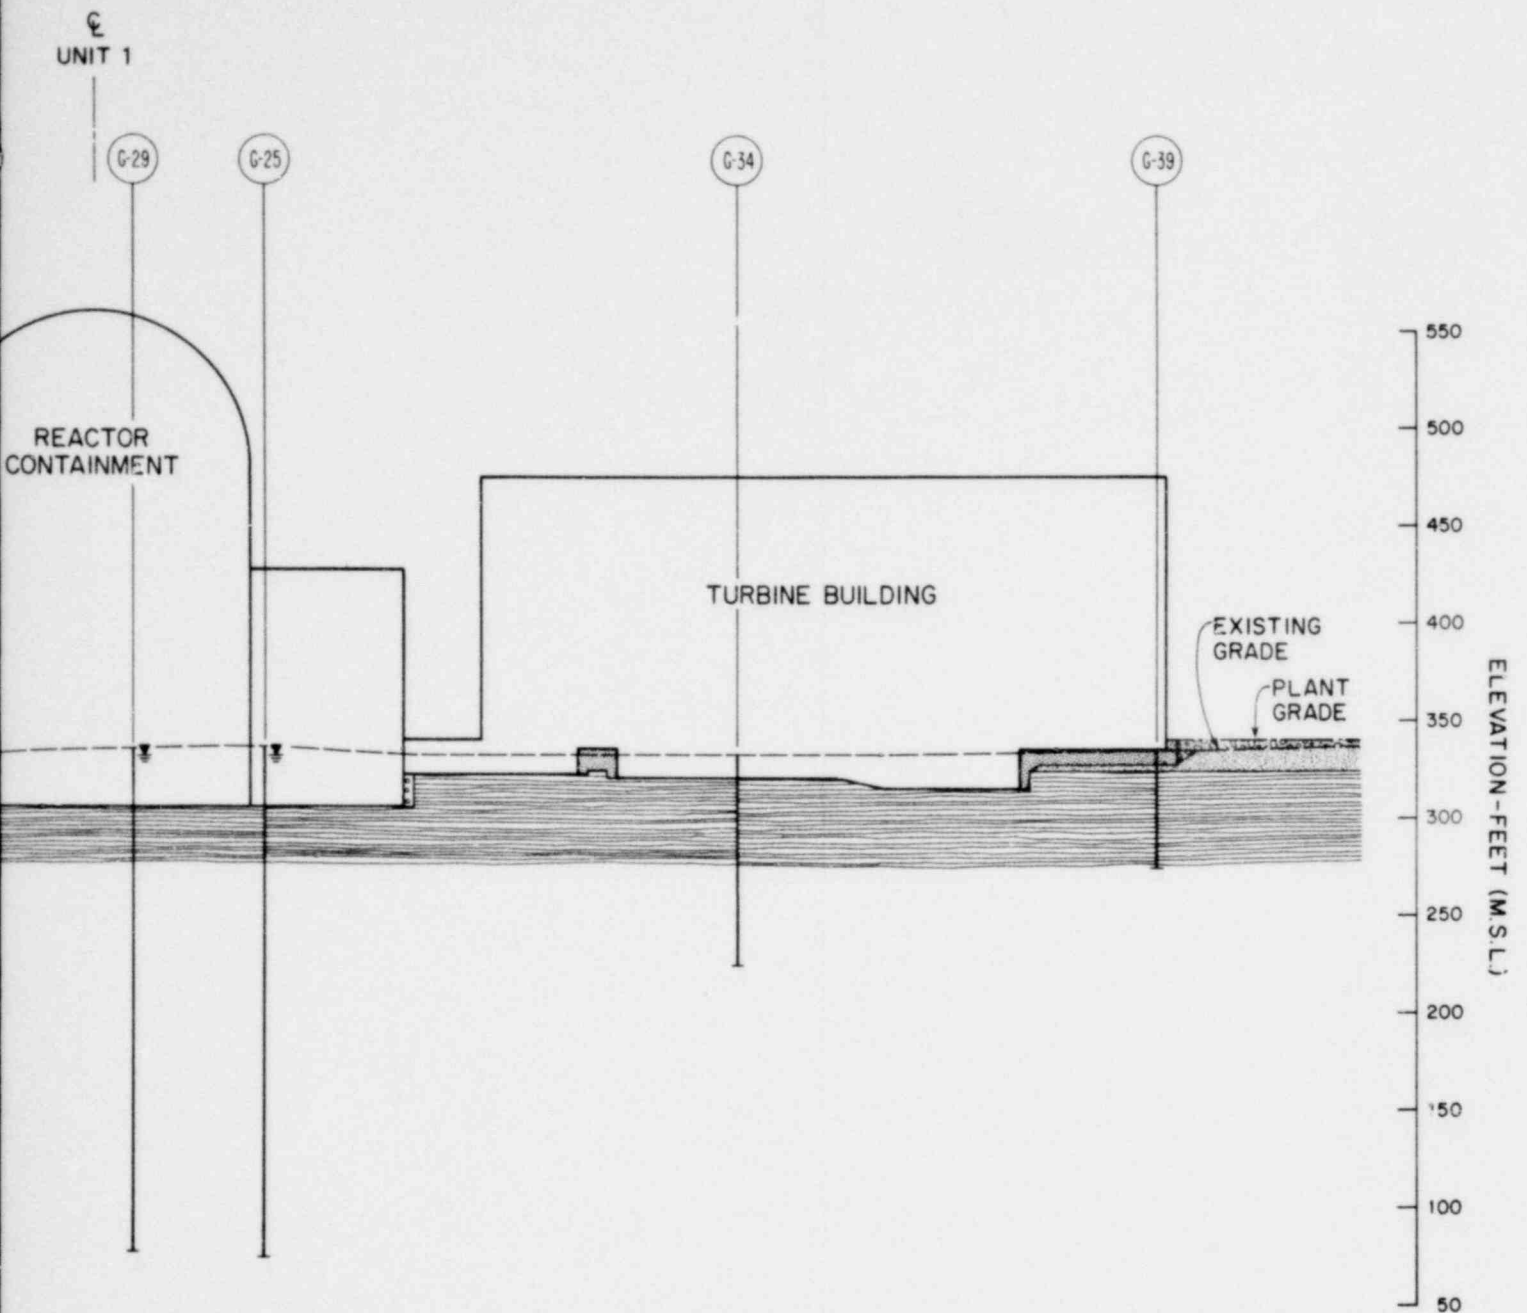 ℄
UNIT 1
G-29
G-25
G-34
G-39
REACTOR
CONTAINMENT
TURBINE BUILDING
EXISTING
GRADE
PLANT
GRADE
550
500
450
400
350
300
250
200
150
100
50
ELEVATION-FEET (M.S.L.)